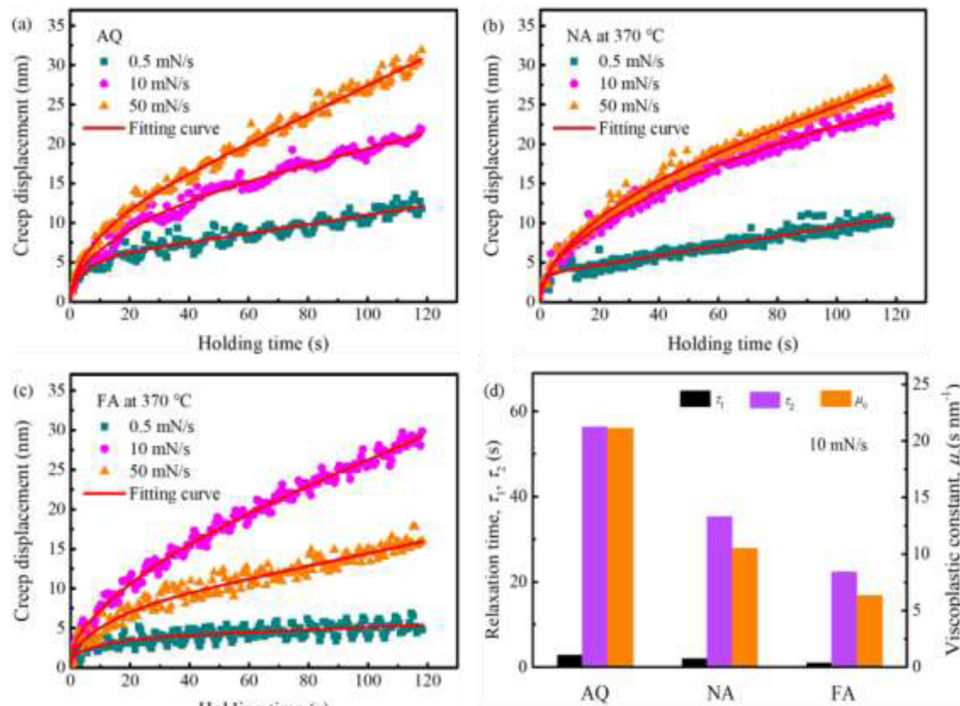 (a)
AQ
0.5 mN/s
10 mN/s
50 mN/s
Fitting curve
Creep displacement (nm)
35
30
25
20
15
10
5
0
0 20 40 60 80 100 120
Holding time (s)
(b)
NA at 370 °C
0.5 mN/s
10 mN/s
50 mN/s
Fitting curve
Creep displacement (nm)
35
30
25
20
15
10
5
0
0 20 40 60 80 100 120
Holding time (s)
(c)
FA at 370 °C
0.5 mN/s
10 mN/s
50 mN/s
Fitting curve
Creep displacement (nm)
35
30
25
20
15
10
5
0
0 20 40 60 80 100 120
Holding time (s)
(d)
τ₁ τ₂ μ₀
10 mN/s
Relaxation time, τ₁, τ₂ (s)
60
40
20
0
25
20
15
10
5
0
Viscoplastic constant, μ (s nm⁻¹)
AQ NA FA